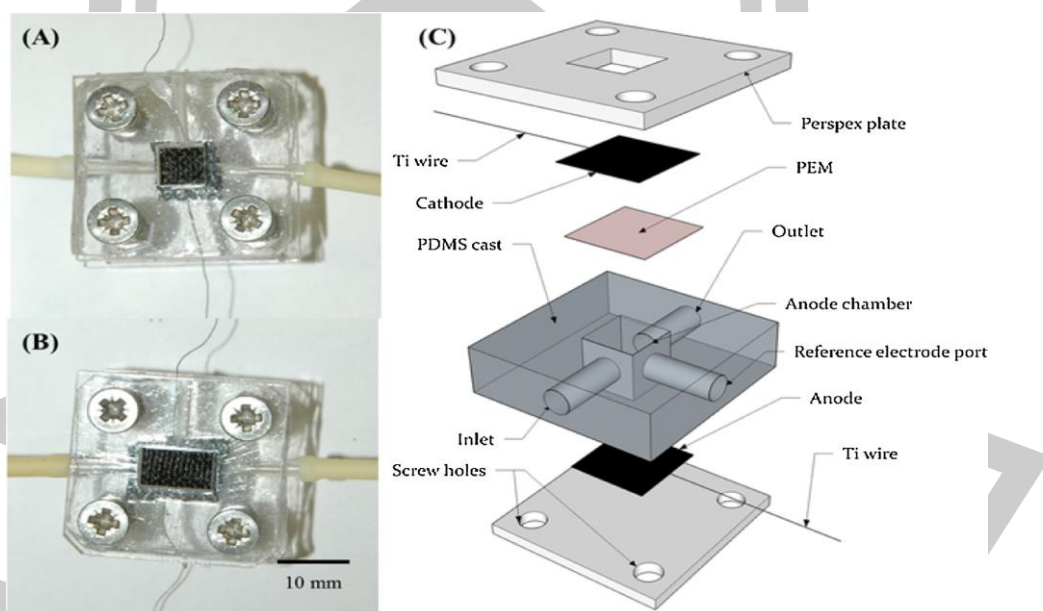 (A)
(B)
10 mm
(C)
Perspex plate
Ti wire
Cathode
PEM
PDMS cast
Outlet
Anode chamber
Reference electrode port
Anode
Inlet
Screw holes
Ti wire